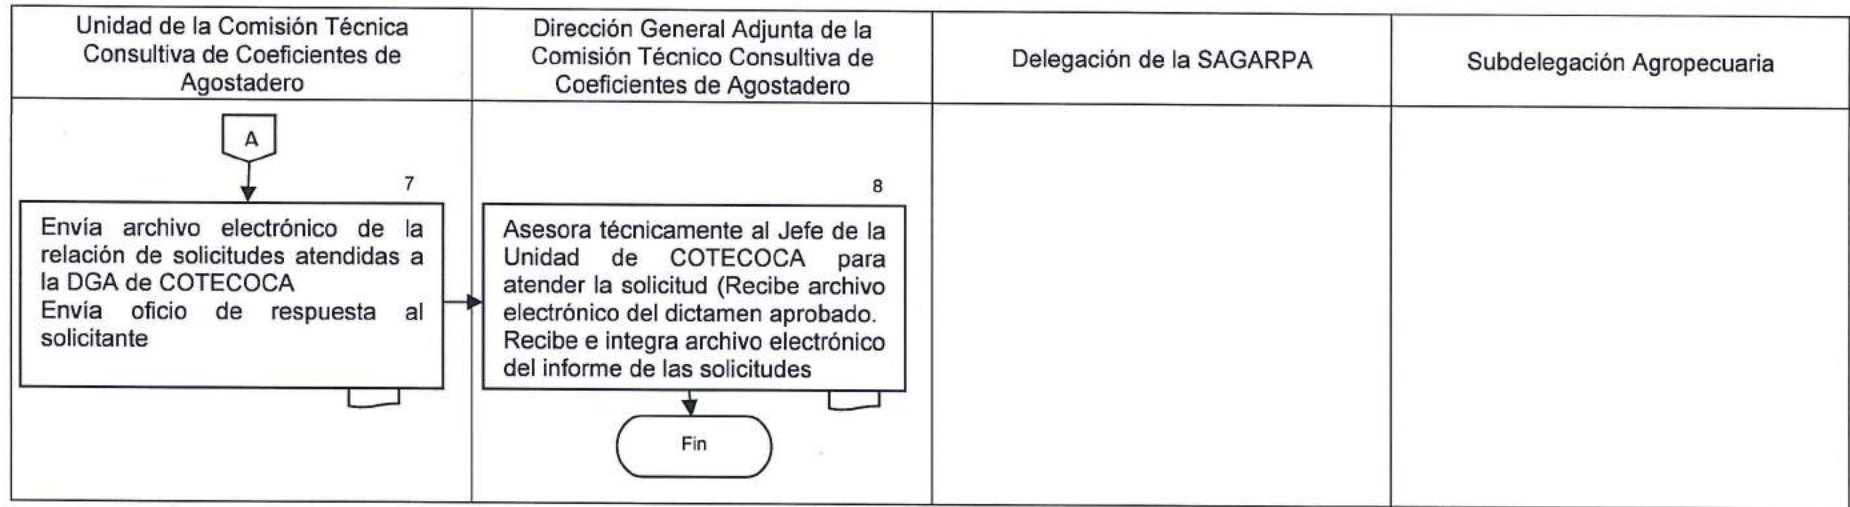 Unidad de la Comisión Técnica
Consultiva de Coeficientes de
Agostadero
Dirección General Adjunta de la
Comisión Técnico Consultiva de
Coeficientes de Agostadero
Delegación de la SAGARPA
Subdelegación Agropecuaria
A
7
Envía archivo electrónico de la
relación de solicitudes atendidas a
la DGA de COTECOCA
Envía oficio de respuesta al
solicitante
8
Asesora técnicamente al Jefe de la
Unidad de COTECOCA para
atender la solicitud (Recibe archivo
electrónico del dictamen aprobado.
Recibe e integra archivo electrónico
del informe de las solicitudes
Fin